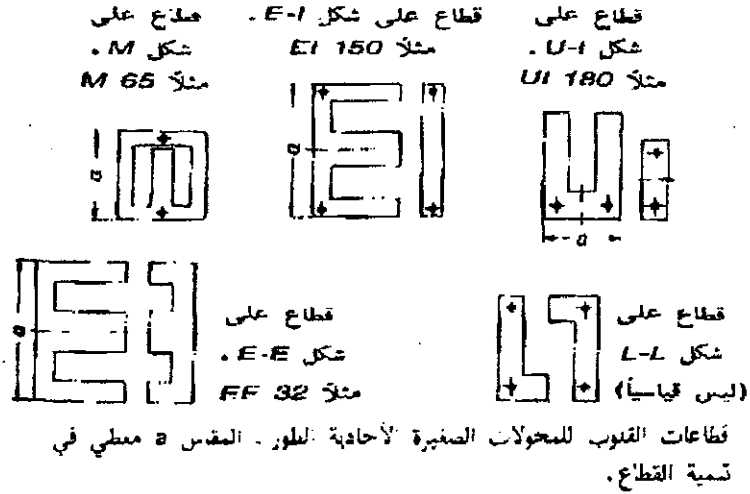 قطاع على
شكل U-I .
مثلاً UI 180
قطاع على شكل E-I .
مثلاً EI 150
قطاع على
شكل M .
مثلاً M 65
a
a
a
a
قطاع على
شكل L-L
(ليس قياسياً)
قطاع على
شكل E-E .
مثلاً EE 32
قطاعات القلوب للمحولات الصغيرة الأحادية الطور . المقاس a معطي في
تسمية القطاع .